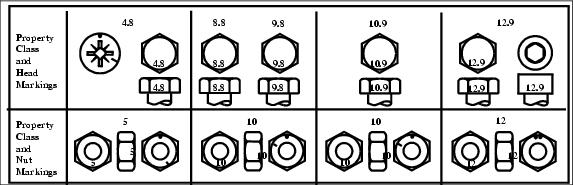 4.8 8.8 9.8 10.9 12.9
Property
Class
and
Head
Markings
4.8 8.8 9.8 10.9 12.9
4.8 8.8 9.8 10.9 12.9 12.9
5 10 10 12
Property
Class
and
Nut
Markings
5 10 10 12
5 5 10 10 12